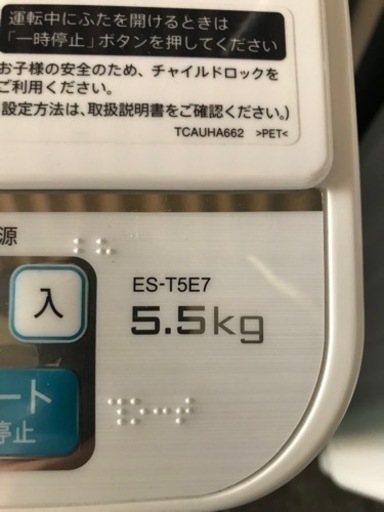 運転中にふたを開けるときは
「一時停止」ボタンを押してください
お子様の安全のため、チャイルドロックを
ご利用ください。
設定方法は、取扱説明書をご確認ください。)
TCAUHA662 >PET<
源
入
ES-T5E7
5.5kg
ート
停止